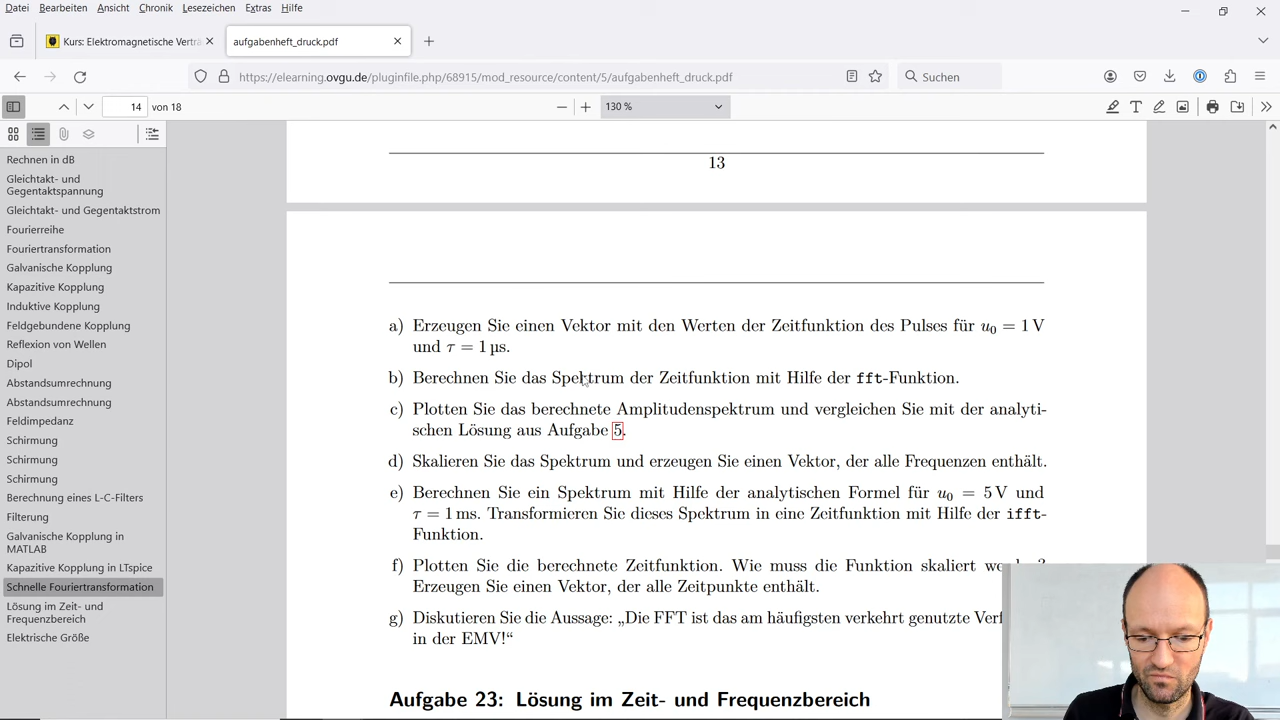 Datei Bearbeiten Ansicht Chronik Lesezeichen Extras Hilfe
Kurs: Elektromagnetische Verträ
aufgabenheft_druck.pdf
https://elearning.ovgu.de/pluginfile.php/68915/mod_resource/content/5/aufgabenheft_druck.pdf
Suchen
14 von 18
130 %
Rechnen in dB
Gleichtakt- und
Gegentaktspannung
Gleichtakt- und Gegentaktstrom
Fourierreihe
Fouriertransformation
Galvanische Kopplung
Kapazitive Kopplung
Induktive Kopplung
Feldgebundene Kopplung
Reflexion von Wellen
Dipol
Abstandsumrechnung
Abstandsumrechnung
Feldimpedanz
Schirmung
Schirmung
Schirmung
Berechnung eines L-C-Filters
Filterung
Galvanische Kopplung in
MATLAB
Kapazitive Kopplung in LTspice
Schnelle Fouriertransformation
Lösung im Zeit- und
Frequenzbereich
Elektrische Größe
13
a) Erzeugen Sie einen Vektor mit den Werten der Zeitfunktion des Pulses für u₀ = 1 V
und τ = 1 µs.
b) Berechnen Sie das Spektrum der Zeitfunktion mit Hilfe der fft-Funktion.
c) Plotten Sie das berechnete Amplitudenspektrum und vergleichen Sie mit der analyti-
schen Lösung aus Aufgabe 5.
d) Skalieren Sie das Spektrum und erzeugen Sie einen Vektor, der alle Frequenzen enthält.
e) Berechnen Sie ein Spektrum mit Hilfe der analytischen Formel für u₀ = 5 V und
τ = 1 ms. Transformieren Sie dieses Spektrum in eine Zeitfunktion mit Hilfe der ifft-
Funktion.
f) Plotten Sie die berechnete Zeitfunktion. Wie muss die Funktion skaliert
Erzeugen Sie einen Vektor, der alle Zeitpunkte enthält.
g) Diskutieren Sie die Aussage: „Die FFT ist das am häufigsten verkehrt genutzte
in der EMV!“
Aufgabe 23: Lösung im Zeit- und Frequenzbereich